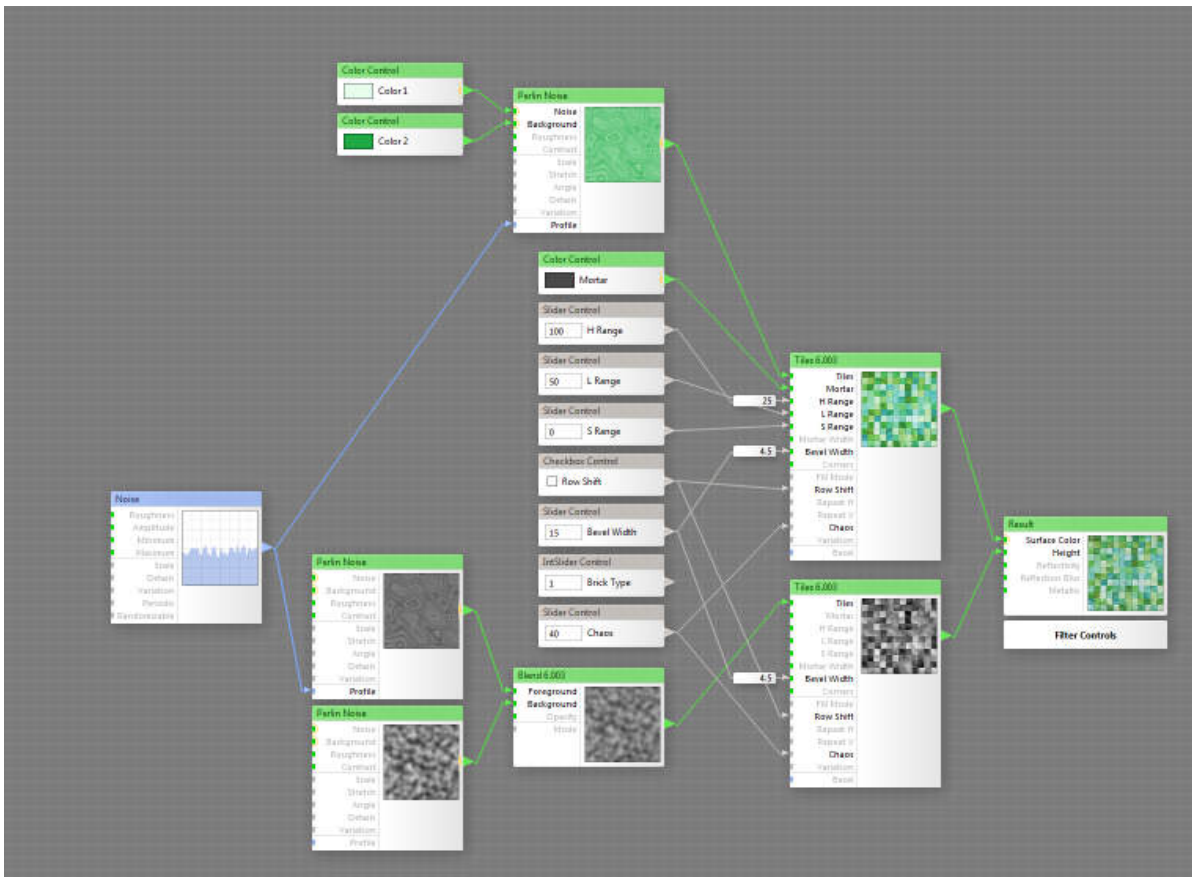 Color Control
Color 1
Color Control
Color 2
Perlin Noise
Noise
Background
Roughness
Contrast
Scale
Stretch
Angle
Detail
Variation
Profile
Color Control
Mortar
Slider Control
100 H Range
Slider Control
50 L Range
Slider Control
0 S Range
Checkbox Control
Row Shift
Slider Control
15 Bevel Width
IntSlider Control
1 Brick Type
Slider Control
40 Chaos
25
4.5
4.5
Tiles 6.003
Tiles
Mortar
H Range
L Range
S Range
Mortar Width
Bevel Width
Corners
Fill Mode
Row Shift
Repeat H
Repeat V
Chaos
Variation
Bevel
Noise
Roughness
Amplitude
Minimum
Maximum
Scale
Detail
Variation
Periodic
Randomizable
Perlin Noise
Noise
Background
Roughness
Contrast
Scale
Stretch
Angle
Detail
Variation
Profile
Perlin Noise
Noise
Background
Roughness
Contrast
Scale
Stretch
Angle
Detail
Variation
Profile
Blend 6.003
Foreground
Background
Opacity
Mode
Tiles 6.003
Tiles
Mortar
H Range
L Range
S Range
Mortar Width
Bevel Width
Corners
Fill Mode
Row Shift
Repeat H
Repeat V
Chaos
Variation
Bevel
Result
Surface Color
Height
Reflectivity
Reflection Blur
Metallic
Filter Controls